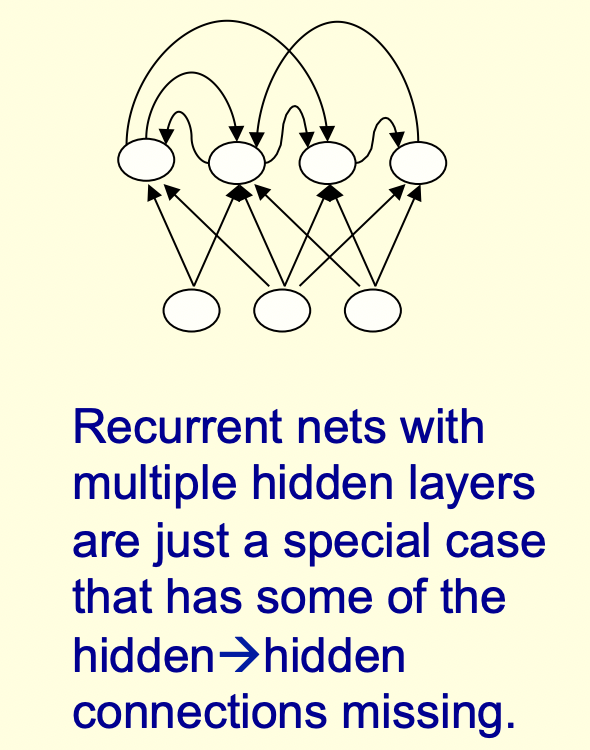 Recurrent nets with
multiple hidden layers
are just a special case
that has some of the
hidden→hidden
connections missing.